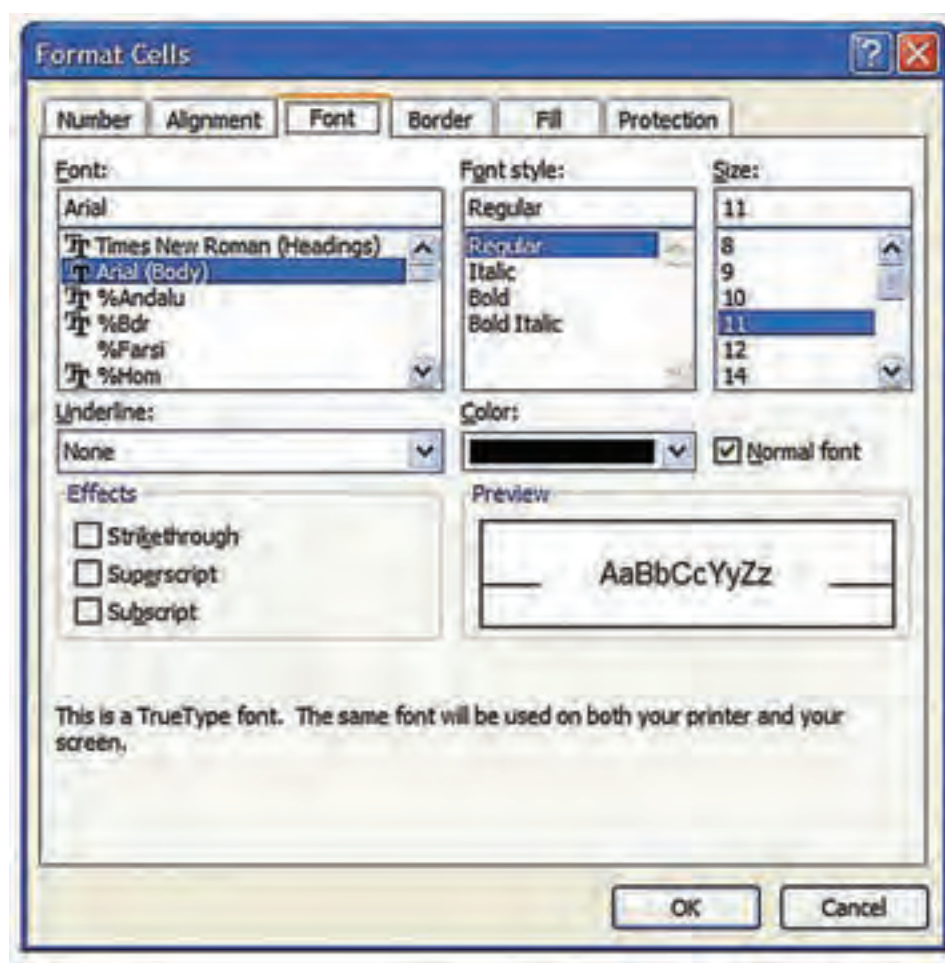 Format Cells
Number Alignment Font Border Fill Protection
Font: Font style: Size:
Arial Regular 11
Times New Roman (Headings) Regular 8
Arial (Body) Italic 9
%Andalu Bold 10
%Bdr Bold Italic 11
%Farsi 12
%Hom 14
Underline: Color:
None Normal font
Effects Preview
Strikethrough
Superscript AaBbCcYyZz
Subscript
This is a TrueType font. The same font will be used on both your printer and your
screen.
OK Cancel